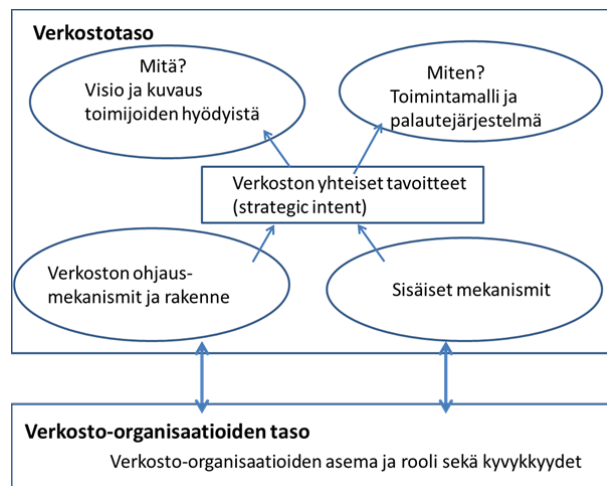 Verkostotaso
Mitä?
Visio ja kuvaus
toimijoiden hyödyistä
Miten?
Toimintamalli ja
palautejärjestelmä
Verkoston yhteiset tavoitteet
(strategic intent)
Verkoston ohjaus-
mekanismit ja rakenne
Sisäiset mekanismit
Verkosto-organisaatioiden taso
Verkosto-organisaatioiden asema ja rooli sekä kyvykkyydet